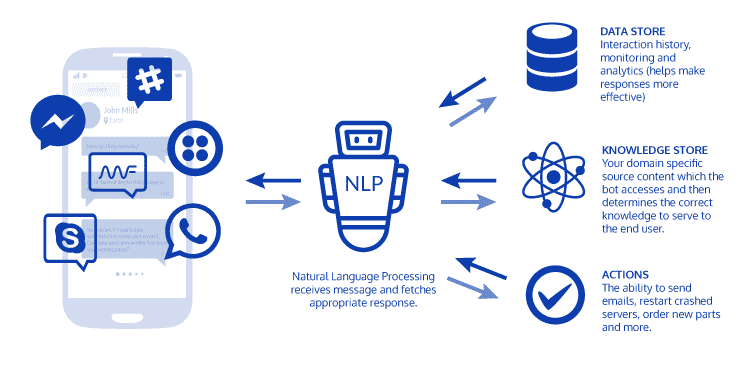 CONTACT
John Mills
Cairo
NLP
Natural Language Processing
receives message and fetches
appropriate response.
DATA STORE
Interaction history,
monitoring and
analytics (helps make
responses more
effective)
KNOWLEDGE STORE
Your domain specific
source content which the
bot accesses and then
determines the correct
knowledge to serve to
the end user.
ACTIONS
The ability to send
emails, restart crashed
servers, order new parts
and more.